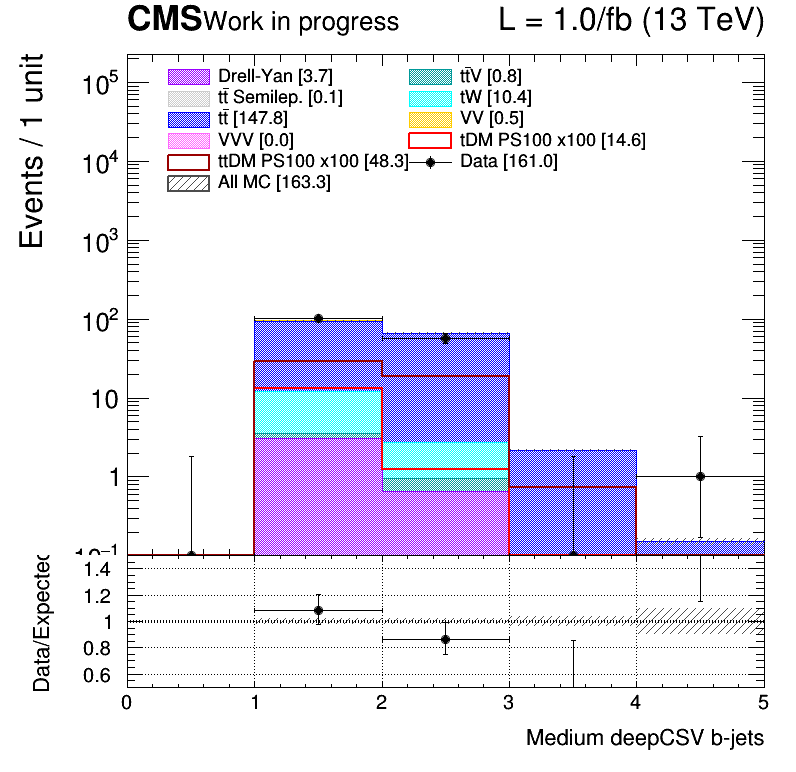 CMS Work in progress L = 1.0/fb (13 TeV)
Events / 1 unit
Drell-Yan [3.7] tt̄V [0.8]
tt̄ Semilep. [0.1] tW [10.4]
tt̄ [147.8] VV [0.5]
VVV [0.0] tDM PS100 x100 [14.6]
ttDM PS100 x100 [48.3] Data [161.0]
All MC [163.3]
10⁵
10⁴
10³
10²
10
1
10⁻¹
Data/Expected
1.4
1.2
1
0.8
0.6
0 1 2 3 4 5
Medium deepCSV b-jets